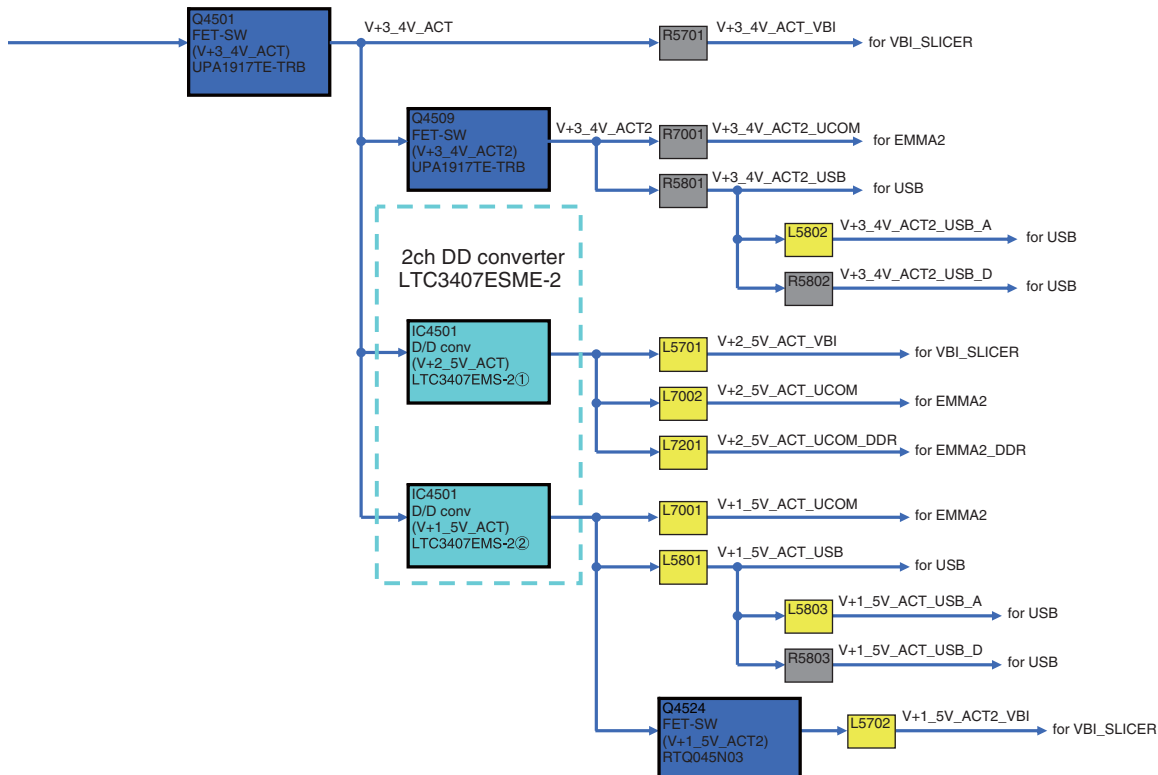 Q4501
FET-SW
(V+3_4V_ACT)
UPA1917TE-TRB
V+3_4V_ACT
R5701
V+3_4V_ACT_VBI
for VBI_SLICER
Q4509
FET-SW
(V+3_4V_ACT2)
UPA1917TE-TRB
V+3_4V_ACT2
R7001
V+3_4V_ACT2_UCOM
for EMMA2
R5801
V+3_4V_ACT2_USB
for USB
L5802
V+3_4V_ACT2_USB_A
for USB
R5802
V+3_4V_ACT2_USB_D
for USB
2ch DD converter
LTC3407ESME-2
IC4501
D/D conv
(V+2_5V_ACT)
LTC3407EMS-2①
L5701
V+2_5V_ACT_VBI
for VBI_SLICER
L7002
V+2_5V_ACT_UCOM
for EMMA2
L7201
V+2_5V_ACT_UCOM_DDR
for EMMA2_DDR
IC4501
D/D conv
(V+1_5V_ACT)
LTC3407EMS-2②
L7001
V+1_5V_ACT_UCOM
for EMMA2
L5801
V+1_5V_ACT_USB
for USB
L5803
V+1_5V_ACT_USB_A
for USB
R5803
V+1_5V_ACT_USB_D
for USB
Q4524
FET-SW
(V+1_5V_ACT2)
RTQ045N03
L5702
V+1_5V_ACT2_VBI
for VBI_SLICER